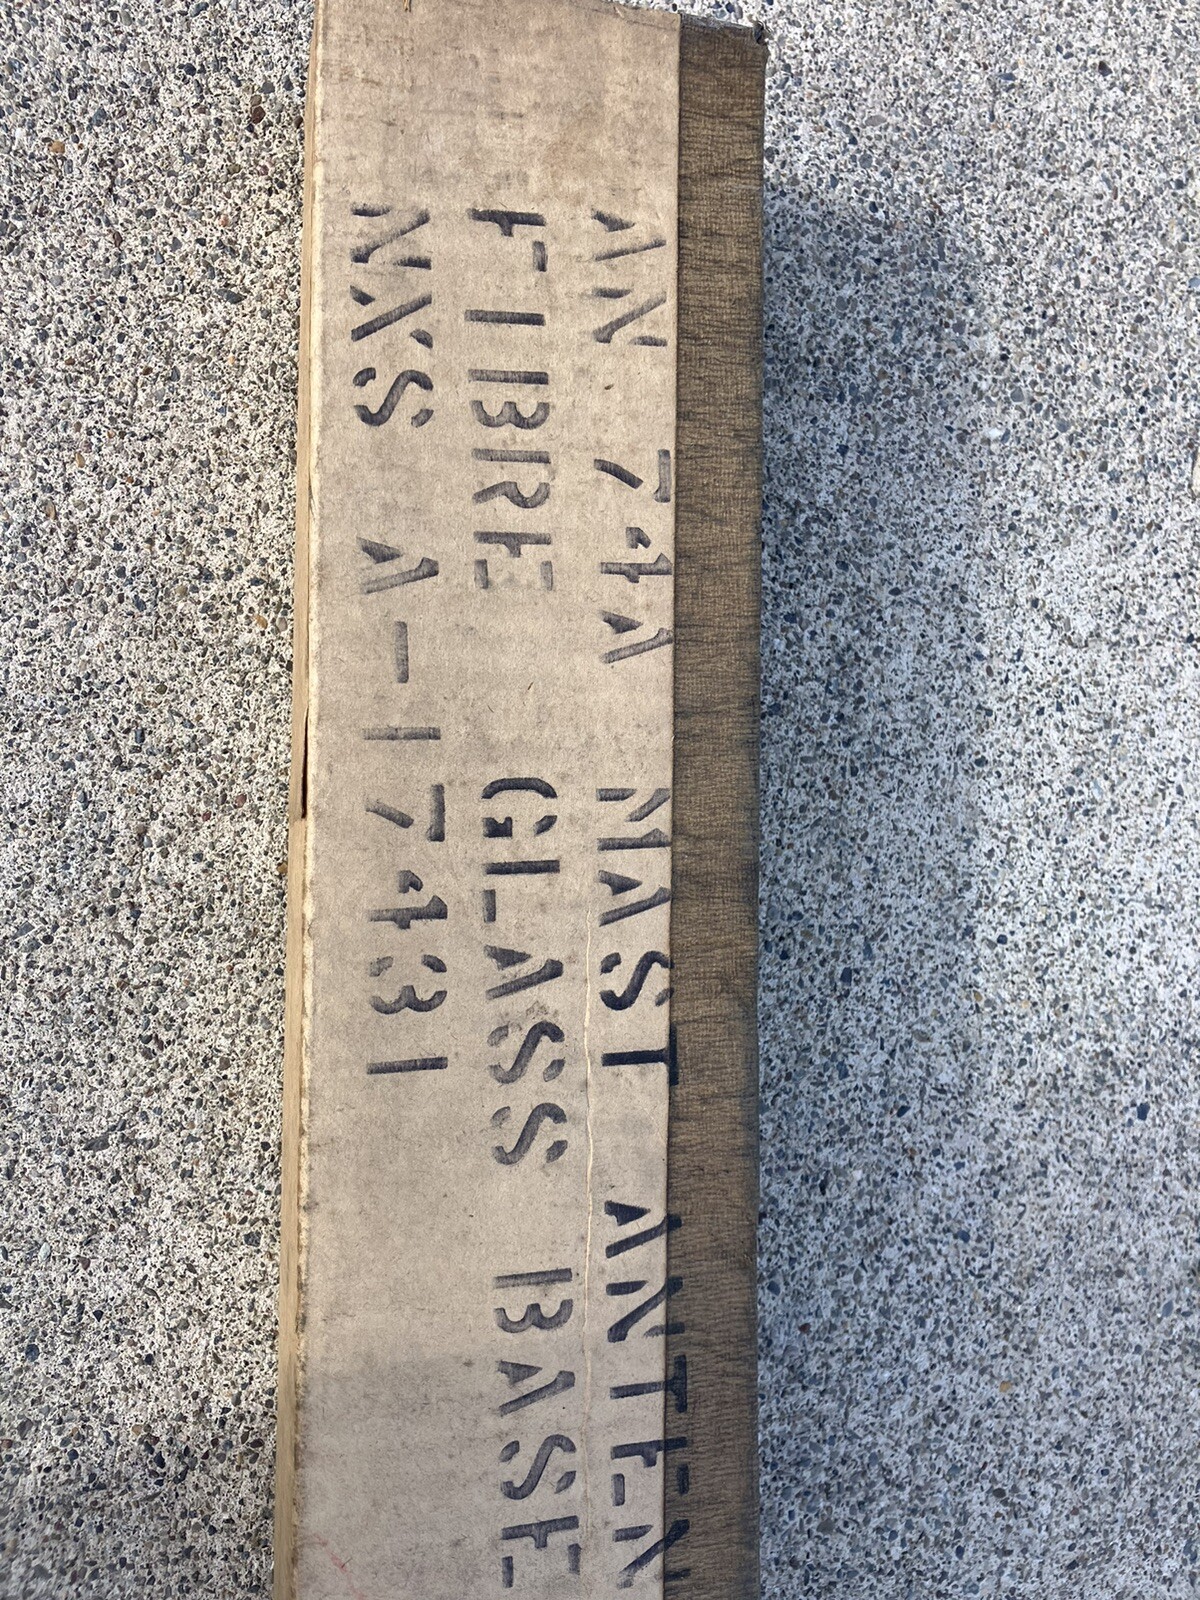 AN 74A MAST ANTEN
FIBRE GLASS BASE
NXS A-17431